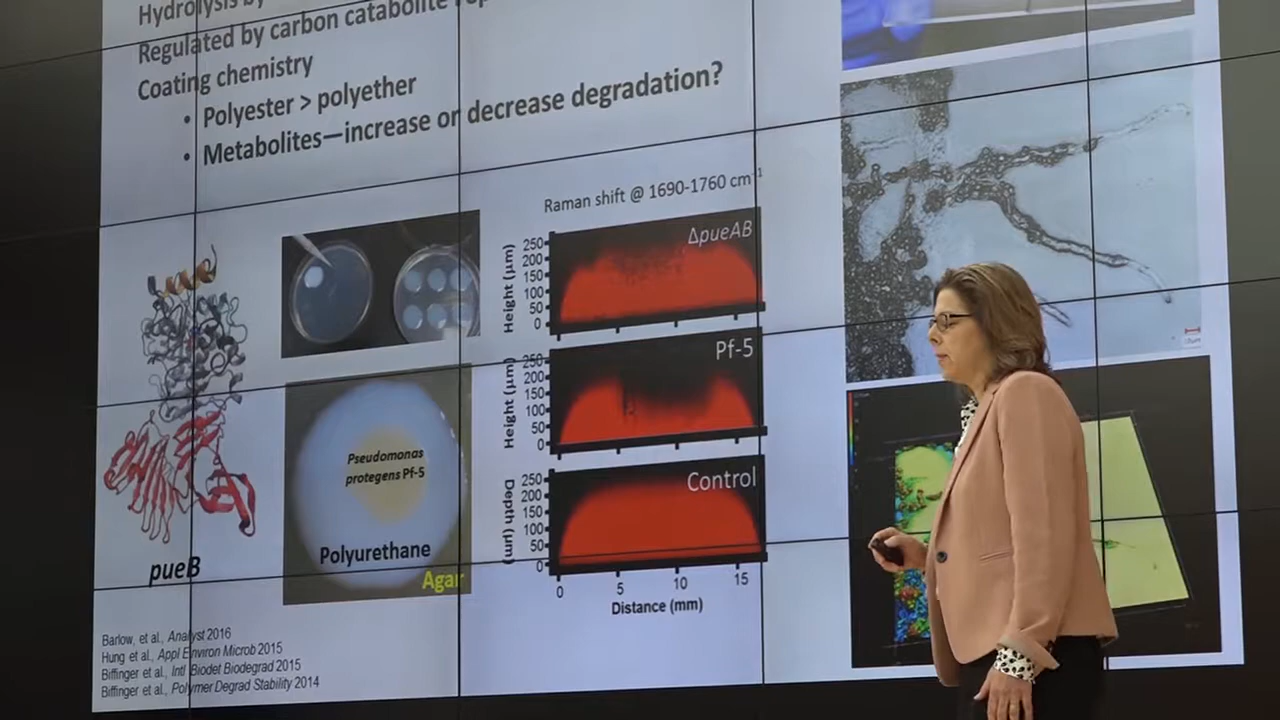 Hydrolysis by
Regulated by carbon catabolite
Coating chemistry
• Polyester > polyether
• Metabolites—increase or decrease degradation?
Raman shift @ 1690-1760 cm-1
ΔpueAB
Height (µm)
250
200
150
100
50
0
Pf-5
Height (µm)
250
200
150
100
50
0
Control
Depth (µm)
250
200
150
100
50
0
0 5 10 15
Distance (mm)
Pseudomonas
protegens Pf-5
Polyurethane
Agar
pueB
Barlow, et al., Analyst 2016
Hung et al., Appl Environ Microb 2015
Biffinger et al., Intl Biodet Biodegrad 2015
Biffinger et al., Polymer Degrad Stability 2014